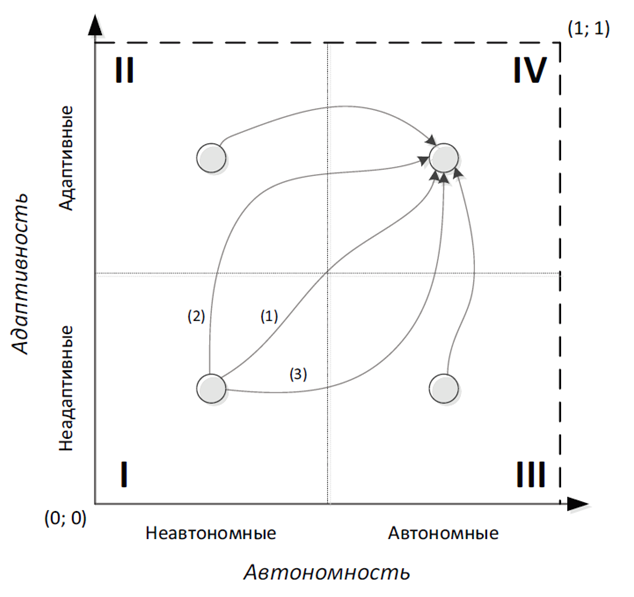 (1; 1)
II
IV
Адаптивные
Адаптивность
(2)
(1)
Неадаптивные
(3)
I
III
(0; 0)
Неавтономные
Автономные
Автономность